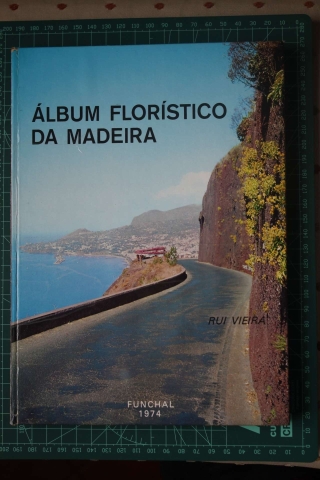 ÁLBUM FLORÍSTICO
DA MADEIRA
RUI VIEIRA
FUNCHAL
1974